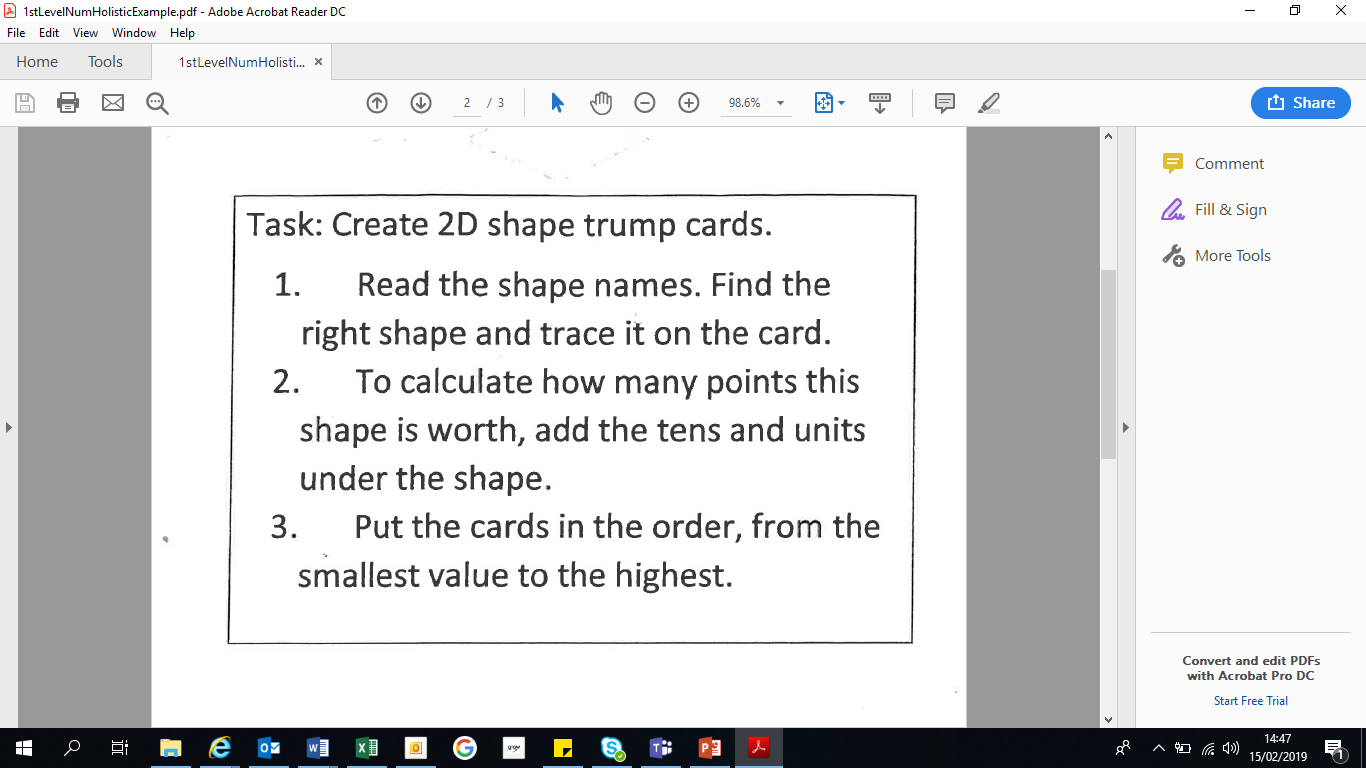 1stLevelNumHolisticExample.pdf - Adobe Acrobat Reader DC
File Edit View Window Help
Home Tools 1stLevelNumHolisti... ×
2 / 3 98.6% Share
Task: Create 2D shape trump cards.
1. Read the shape names. Find the
right shape and trace it on the card.
2. To calculate how many points this
shape is worth, add the tens and units
under the shape.
3. Put the cards in the order, from the
smallest value to the highest.
Comment
Fill & Sign
More Tools
Convert and edit PDFs
with Acrobat Pro DC
Start Free Trial
14:47
15/02/2019
1